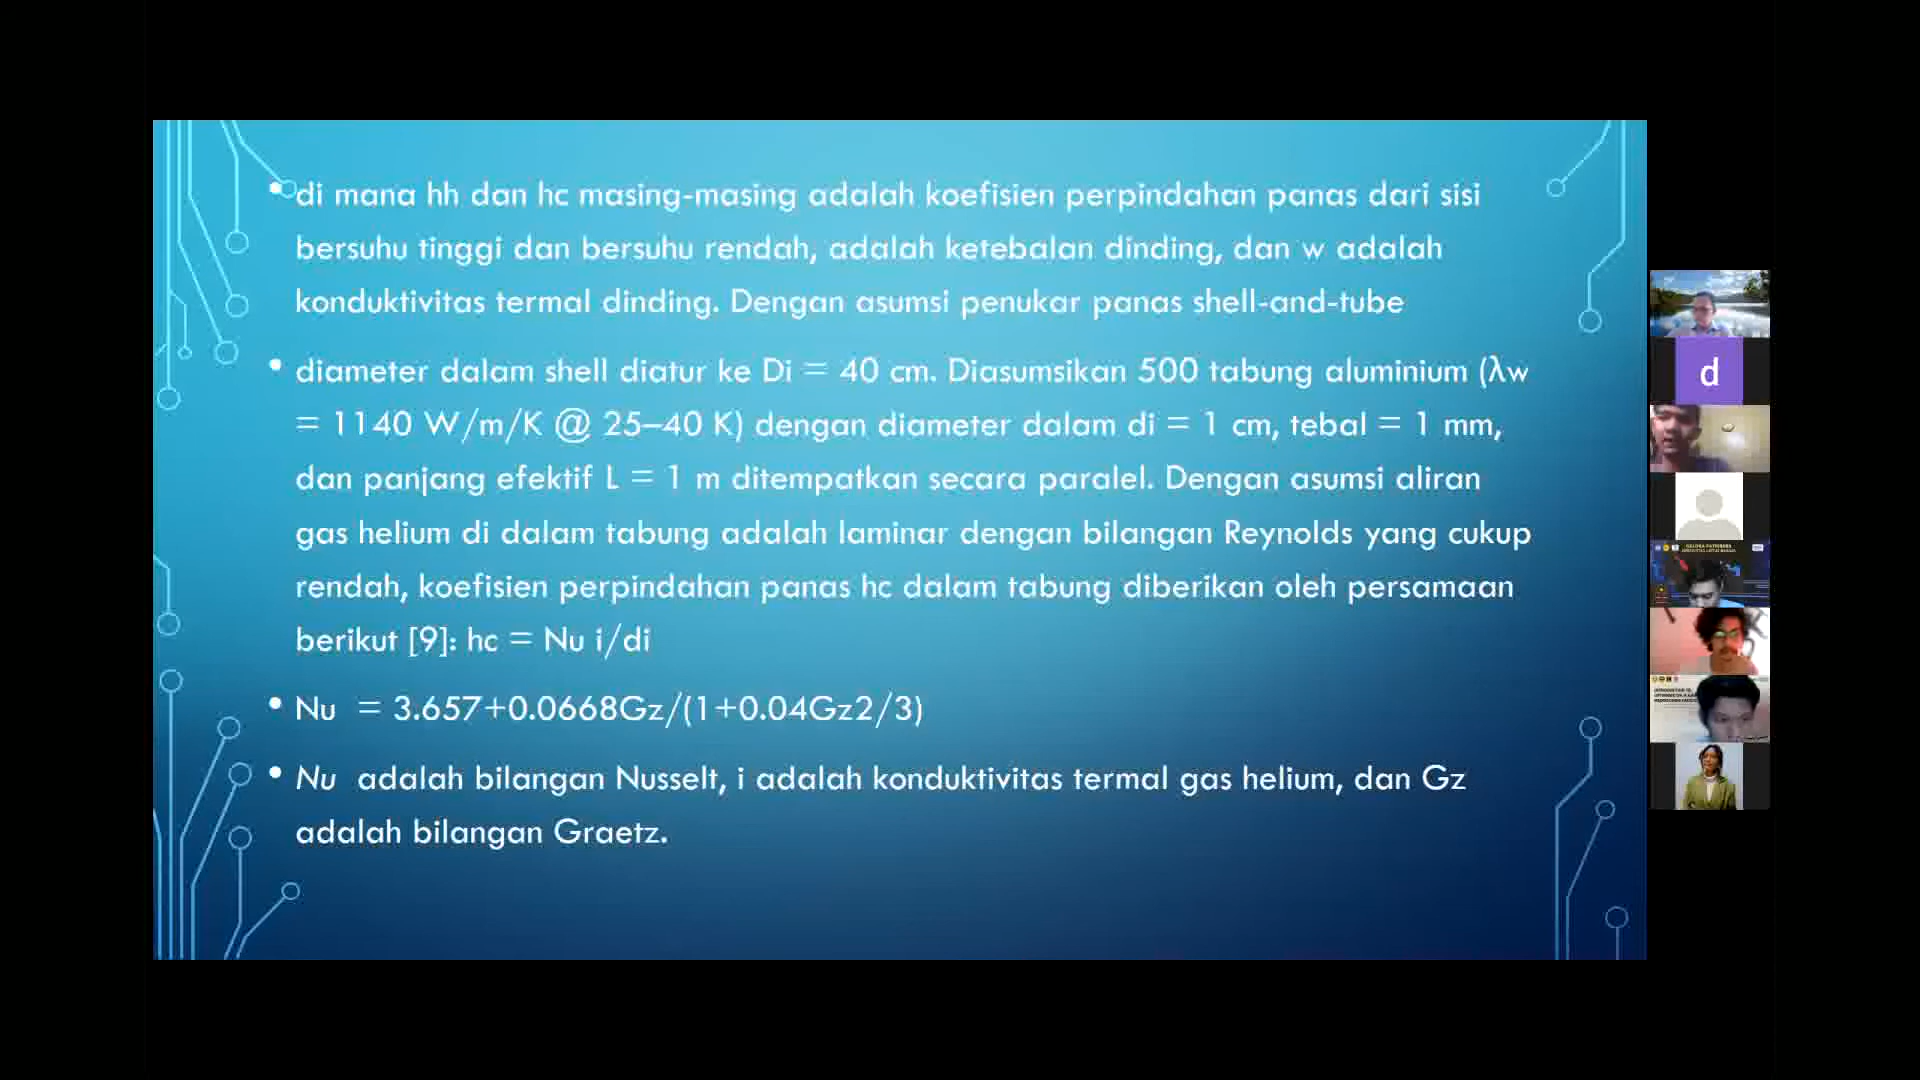 • di mana hh dan hc masing-masing adalah koefisien perpindahan panas dari sisi
bersuhu tinggi dan bersuhu rendah, adalah ketebalan dinding, dan w adalah
konduktivitas termal dinding. Dengan asumsi penukar panas shell-and-tube
• diameter dalam shell diatur ke Di = 40 cm. Diasumsikan 500 tabung aluminium (λw
= 1140 W/m/K @ 25–40 K) dengan diameter dalam di = 1 cm, tebal = 1 mm,
dan panjang efektif L = 1 m ditempatkan secara paralel. Dengan asumsi aliran
gas helium di dalam tabung adalah laminar dengan bilangan Reynolds yang cukup
rendah, koefisien perpindahan panas hc dalam tabung diberikan oleh persamaan
berikut [9]: hc = Nu i/di
• Nu = 3.657+0.0668Gz/(1+0.04Gz2/3)
• Nu adalah bilangan Nusselt, i adalah konduktivitas termal gas helium, dan Gz
adalah bilangan Graetz.
d